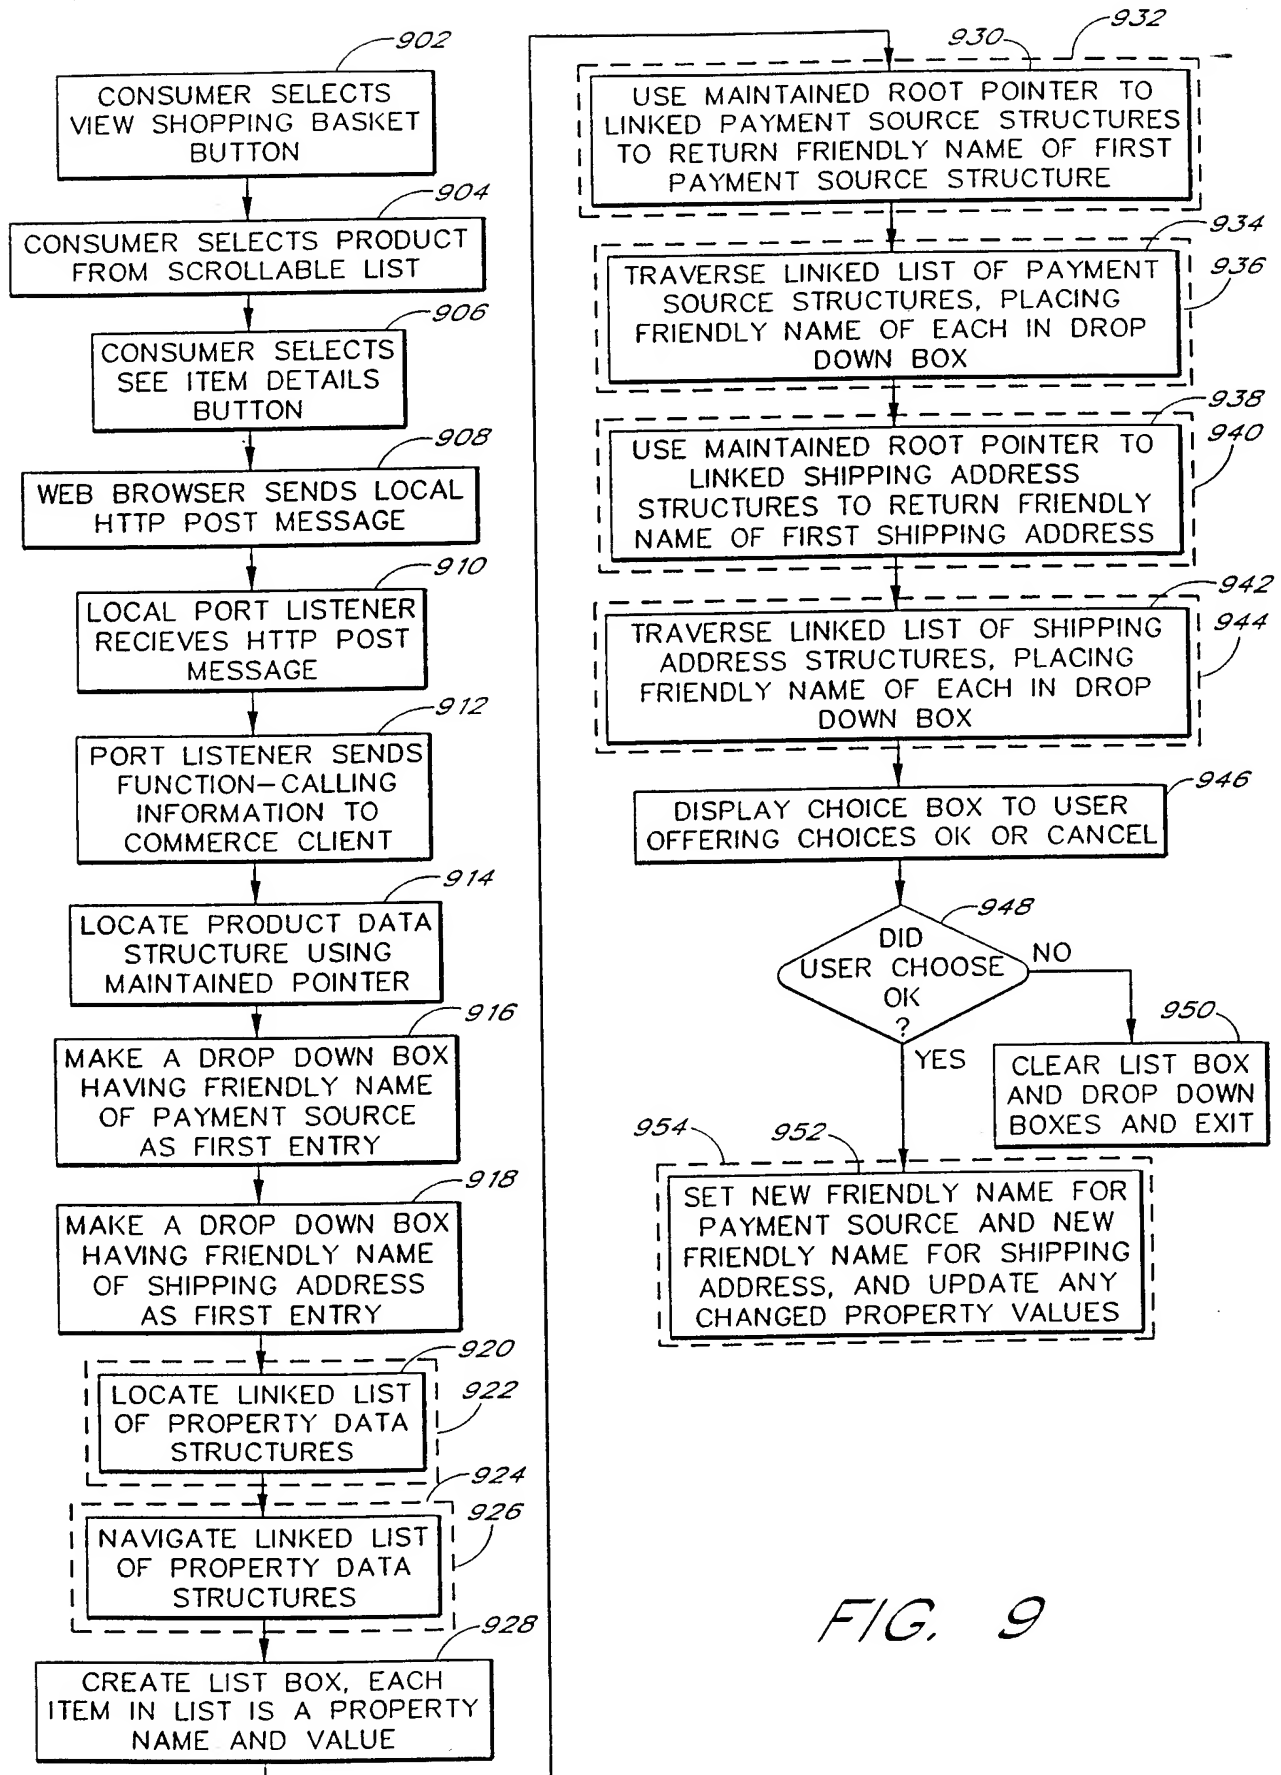 902
CONSUMER SELECTS
VIEW SHOPPING BASKET
BUTTON
904
CONSUMER SELECTS PRODUCT
FROM SCROLLABLE LIST
906
CONSUMER SELECTS
SEE ITEM DETAILS
BUTTON
908
WEB BROWSER SENDS LOCAL
HTTP POST MESSAGE
910
LOCAL PORT LISTENER
RECIEVES HTTP POST
MESSAGE
912
PORT LISTENER SENDS
FUNCTION-CALLING
INFORMATION TO
COMMERCE CLIENT
914
LOCATE PRODUCT DATA
STRUCTURE USING
MAINTAINED POINTER
916
MAKE A DROP DOWN BOX
HAVING FRIENDLY NAME
OF PAYMENT SOURCE
AS FIRST ENTRY
918
MAKE A DROP DOWN BOX
HAVING FRIENDLY NAME
OF SHIPPING ADDRESS
AS FIRST ENTRY
920
922
LOCATE LINKED LIST
OF PROPERTY DATA
STRUCTURES
924
926
NAVIGATE LINKED LIST
OF PROPERTY DATA
STRUCTURES
928
CREATE LIST BOX, EACH
ITEM IN LIST IS A PROPERTY
NAME AND VALUE
930
932
USE MAINTAINED ROOT POINTER TO
LINKED PAYMENT SOURCE STRUCTURES
TO RETURN FRIENDLY NAME OF FIRST
PAYMENT SOURCE STRUCTURE
934
936
TRAVERSE LINKED LIST OF PAYMENT
SOURCE STRUCTURES, PLACING
FRIENDLY NAME OF EACH IN DROP
DOWN BOX
938
940
USE MAINTAINED ROOT POINTER TO
LINKED SHIPPING ADDRESS
STRUCTURES TO RETURN FRIENDLY
NAME OF FIRST SHIPPING ADDRESS
942
944
TRAVERSE LINKED LIST OF SHIPPING
ADDRESS STRUCTURES, PLACING
FRIENDLY NAME OF EACH IN DROP
DOWN BOX
946
DISPLAY CHOICE BOX TO USER
OFFERING CHOICES OK OR CANCEL
948
DID
USER CHOOSE
OK
?
NO
YES
950
CLEAR LIST BOX
AND DROP DOWN
BOXES AND EXIT
954
952
SET NEW FRIENDLY NAME FOR
PAYMENT SOURCE AND NEW
FRIENDLY NAME FOR SHIPPING
ADDRESS, AND UPDATE ANY
CHANGED PROPERTY VALUES
FIG. 9